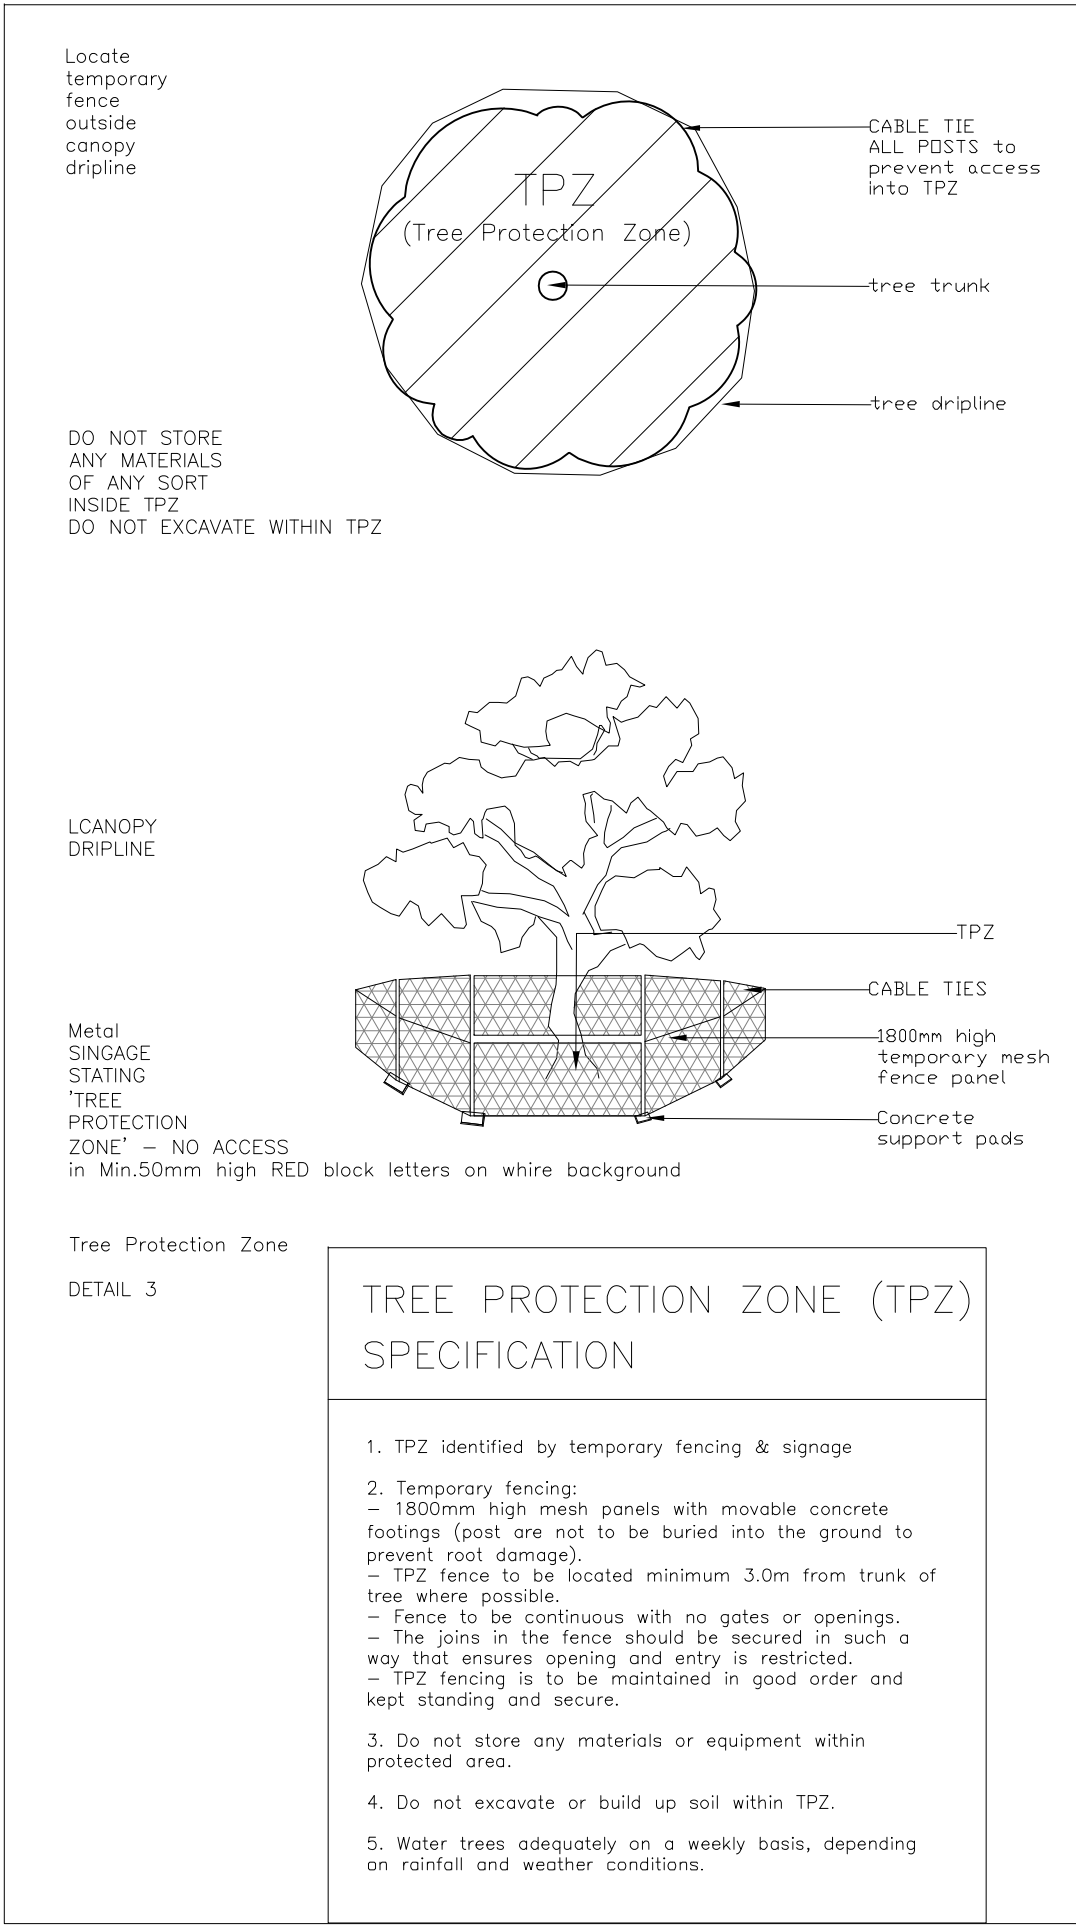 Locate
temporary
fence
outside
canopy
dripline
CABLE TIE
ALL POSTS to
prevent access
into TPZ
TPZ
(Tree Protection Zone)
tree trunk
tree dripline
DO NOT STORE
ANY MATERIALS
OF ANY SORT
INSIDE TPZ
DO NOT EXCAVATE WITHIN TPZ
LCANOPY
DRIPLINE
TPZ
CABLE TIES
1800mm high
temporary mesh
fence panel
Concrete
support pads
Metal
SINGAGE
STATING
'TREE
PROTECTION
ZONE' – NO ACCESS
in Min.50mm high RED block letters on whire background
Tree Protection Zone
DETAIL 3
TREE PROTECTION ZONE (TPZ)
SPECIFICATION
1. TPZ identified by temporary fencing & signage
2. Temporary fencing:
– 1800mm high mesh panels with movable concrete
footings (post are not to be buried into the ground to
prevent root damage).
– TPZ fence to be located minimum 3.0m from trunk of
tree where possible.
– Fence to be continuous with no gates or openings.
– The joins in the fence should be secured in such a
way that ensures opening and entry is restricted.
– TPZ fencing is to be maintained in good order and
kept standing and secure.
3. Do not store any materials or equipment within
protected area.
4. Do not excavate or build up soil within TPZ.
5. Water trees adequately on a weekly basis, depending
on rainfall and weather conditions.